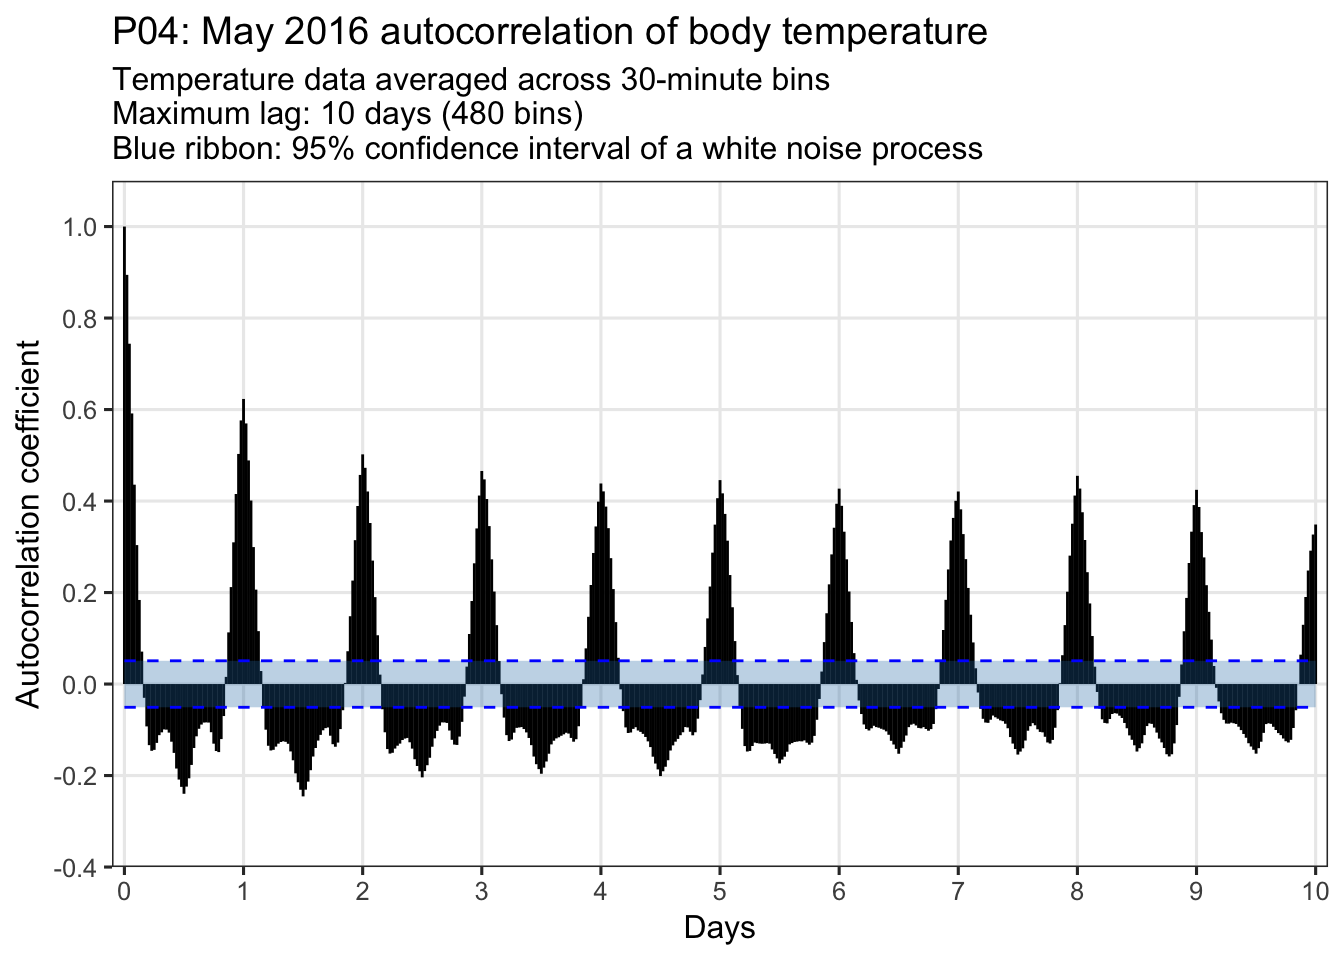 P04: May 2016 autocorrelation of body temperature
Temperature data averaged across 30-minute bins
Maximum lag: 10 days (480 bins)
Blue ribbon: 95% confidence interval of a white noise process
Autocorrelation coefficient
1.0
0.8
0.6
0.4
0.2
0.0
-0.2
-0.4
0 1 2 3 4 5 6 7 8 9 10
Days